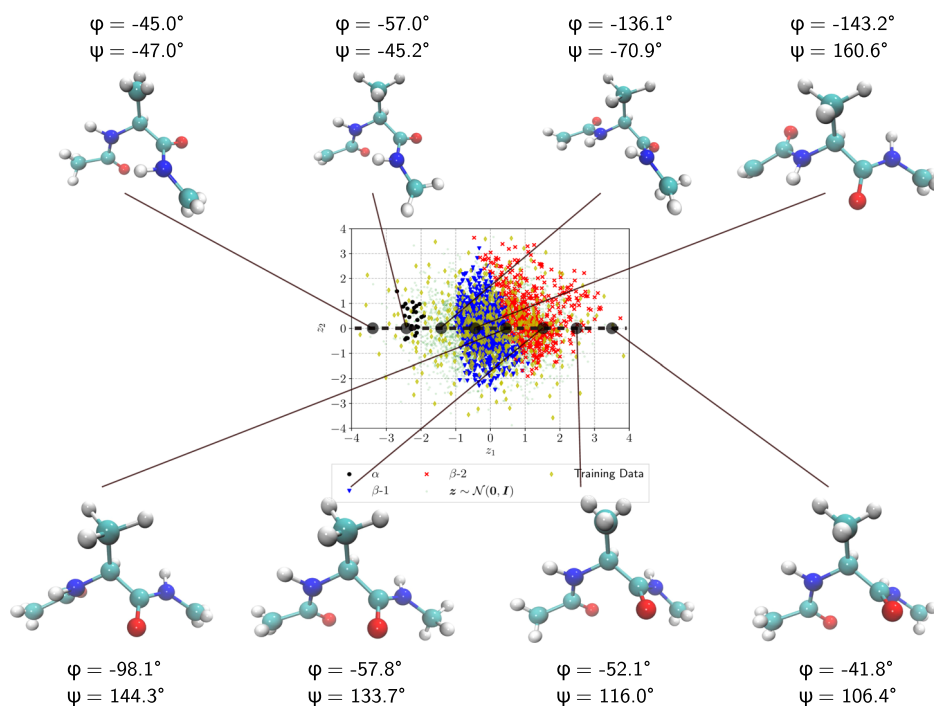 φ = -45.0° φ = -57.0° φ = -136.1° φ = -143.2°
ψ = -47.0° ψ = -45.2° ψ = -70.9° ψ = 160.6°
4
3
2
1
0
−1
−2
−3
−4
z₂
−4 −3 −2 −1 0 1 2 3 4
z₁
α β-2 Training Data
β-1 z ∼ 𝒩(0, I)
φ = -98.1° φ = -57.8° φ = -52.1° φ = -41.8°
ψ = 144.3° ψ = 133.7° ψ = 116.0° ψ = 106.4°